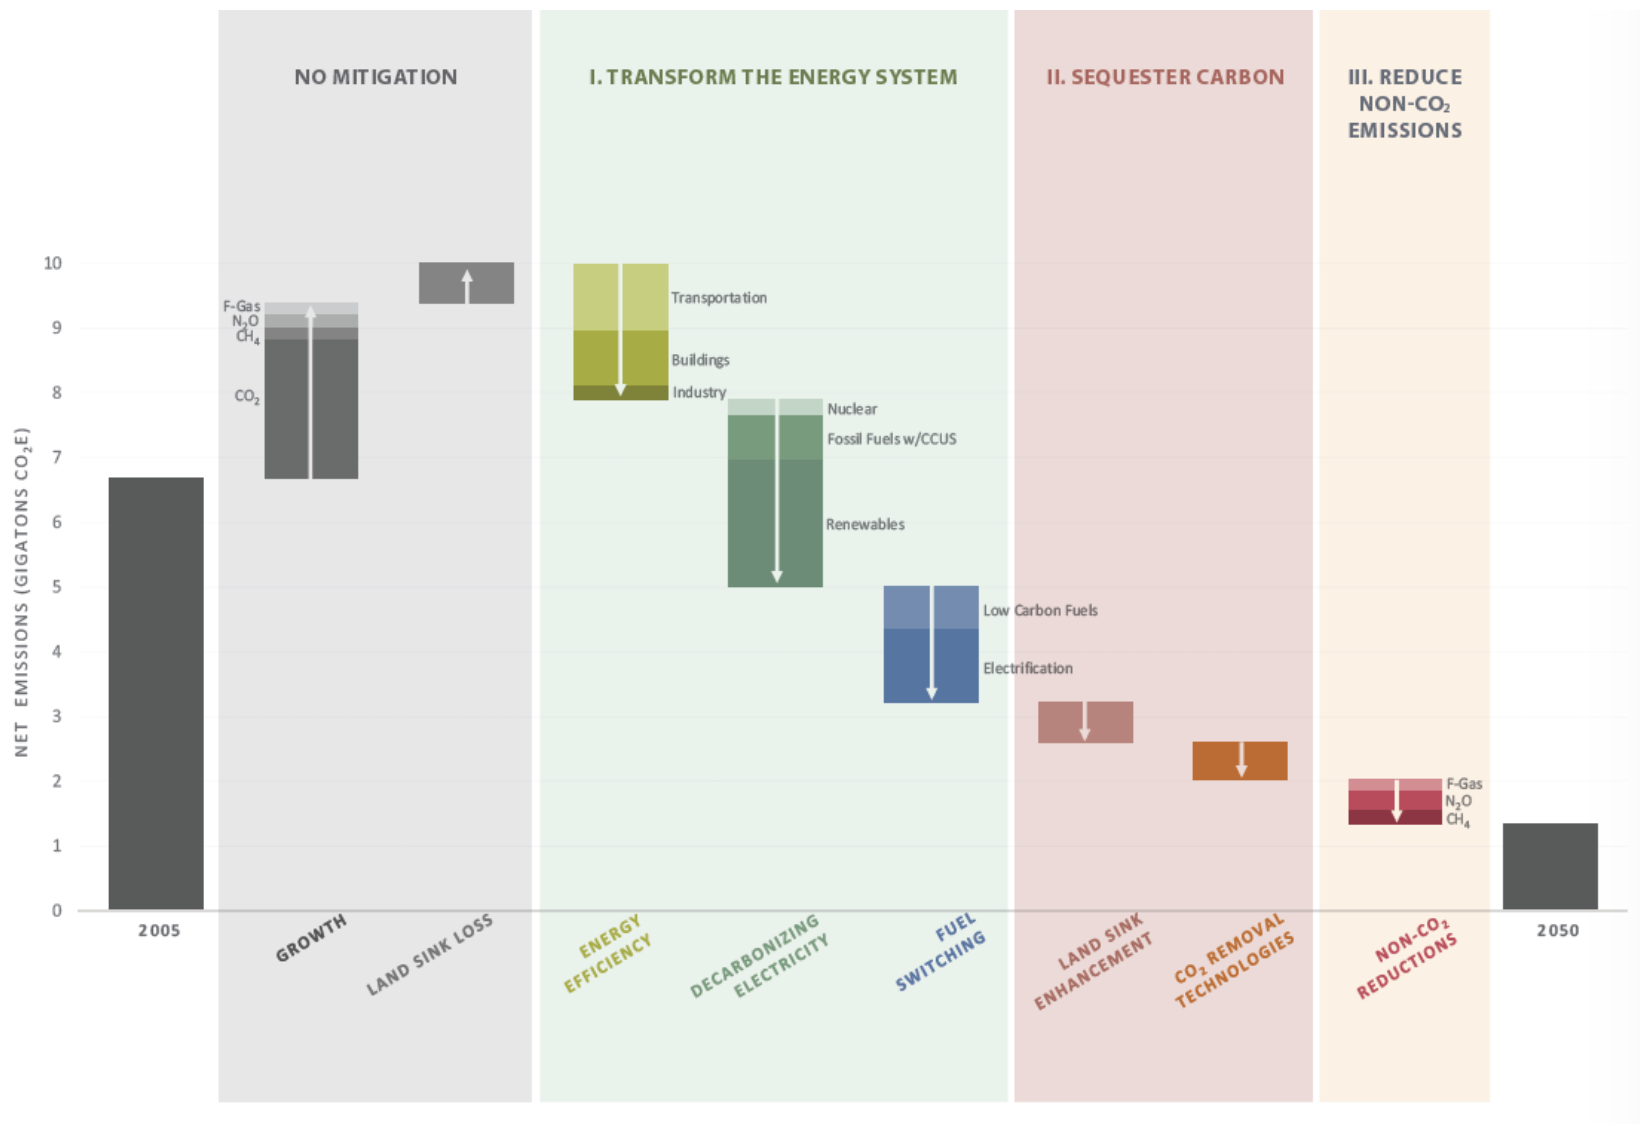 NO MITIGATION
I. TRANSFORM THE ENERGY SYSTEM
II. SEQUESTER CARBON
III. REDUCE
NON-CO₂
EMISSIONS
NET EMISSIONS (GIGATONS CO₂E)
10
9
8
7
6
5
4
3
2
1
0
F-Gas
N₂O
CH₄
CO₂
Transportation
Buildings
Industry
Nuclear
Fossil Fuels w/CCUS
Renewables
Low Carbon Fuels
Electrification
F-Gas
N₂O
CH₄
2005
GROWTH
LAND SINK LOSS
ENERGY
EFFICIENCY
DECARBONIZING
ELECTRICITY
FUEL
SWITCHING
LAND SINK
ENHANCEMENT
CO₂ REMOVAL
TECHNOLOGIES
NON-CO₂
REDUCTIONS
2050